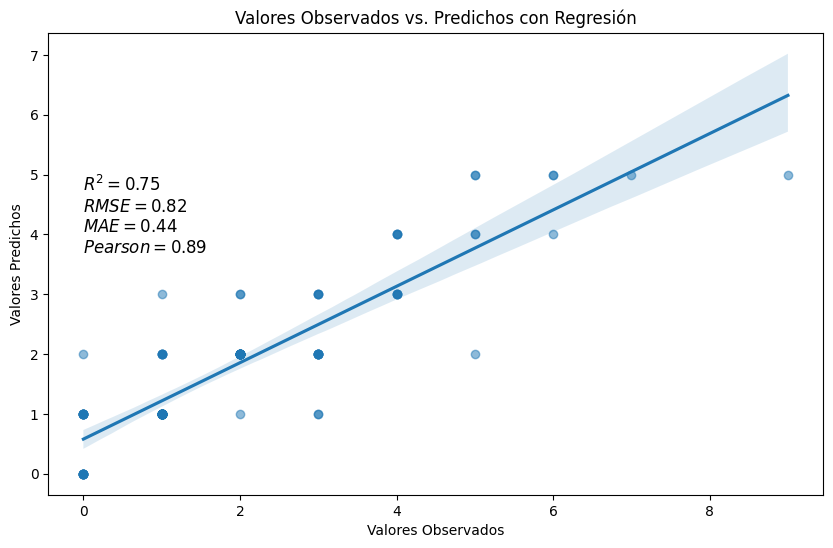 Valores Observados vs. Predichos con Regresión
Valores Predichos
7
6
5
4
3
2
1
0
R² = 0.75
RMSE = 0.82
MAE = 0.44
Pearson = 0.89
0 2 4 6 8
Valores Observados